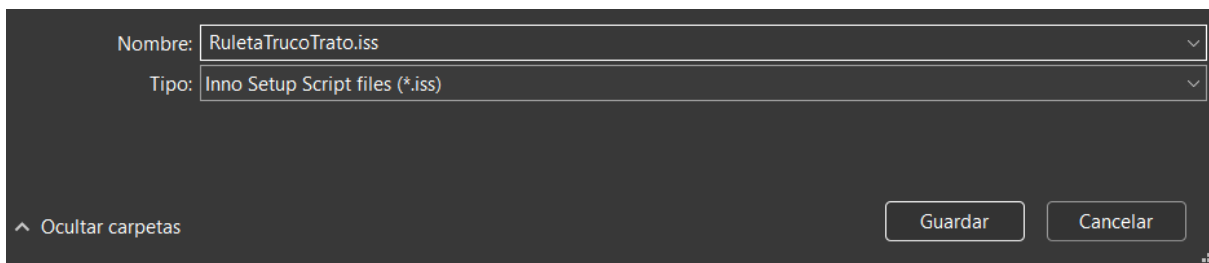 Nombre: RuletaTrucoTrato.iss
Tipo: Inno Setup Script files (*.iss)
Ocultar carpetas
Guardar
Cancelar